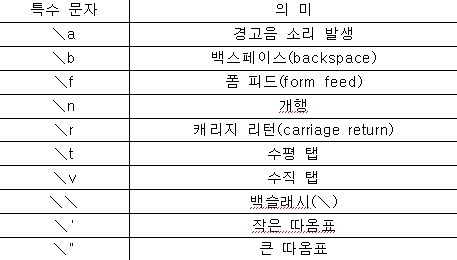 특수 문자 의 미
＼a 경고음 소리 발생
＼b 백스페이스(backspace)
＼f 폼 피드(form feed)
＼n 개행
＼r 캐리지 리턴(carriage return)
＼t 수평 탭
＼v 수직 탭
＼＼ 백슬래시(＼)
＼' 작은 따옴표
＼" 큰 따옴표